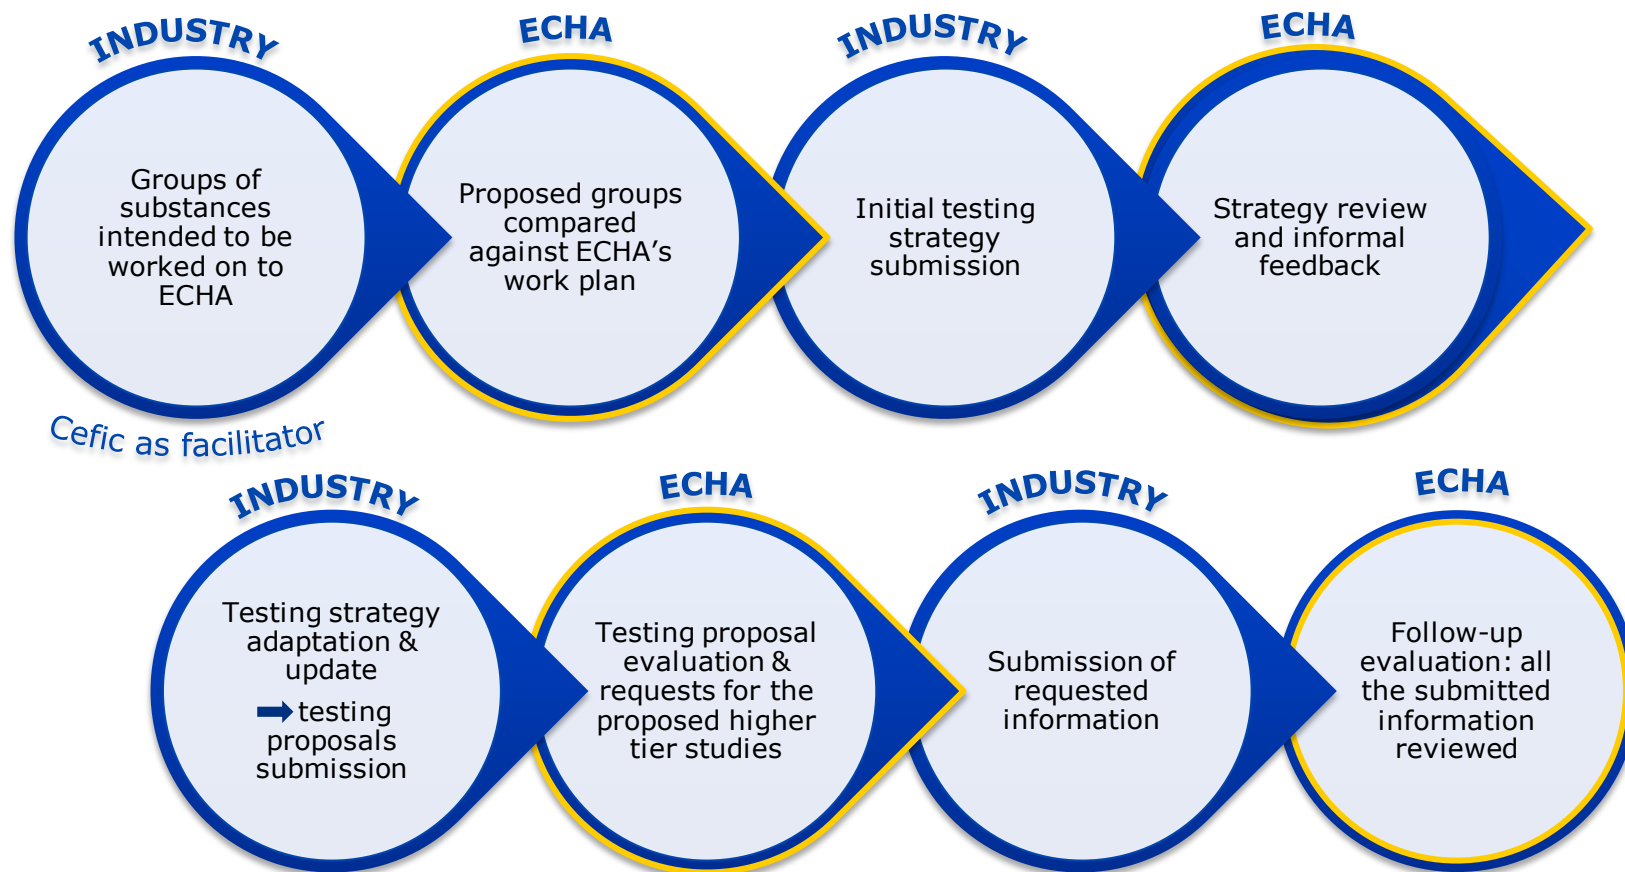 INDUSTRY
Groups of
substances
intended to be
worked on to
ECHA
Cefic as facilitator
ECHA
Proposed groups
compared
against ECHA’s
work plan
INDUSTRY
Initial testing
strategy
submission
ECHA
Strategy review
and informal
feedback
INDUSTRY
Testing strategy
adaptation &
update
testing
proposals
submission
ECHA
Testing proposal
evaluation &
requests for the
proposed higher
tier studies
INDUSTRY
Submission of
requested
information
ECHA
Follow-up
evaluation: all
the submitted
information
reviewed